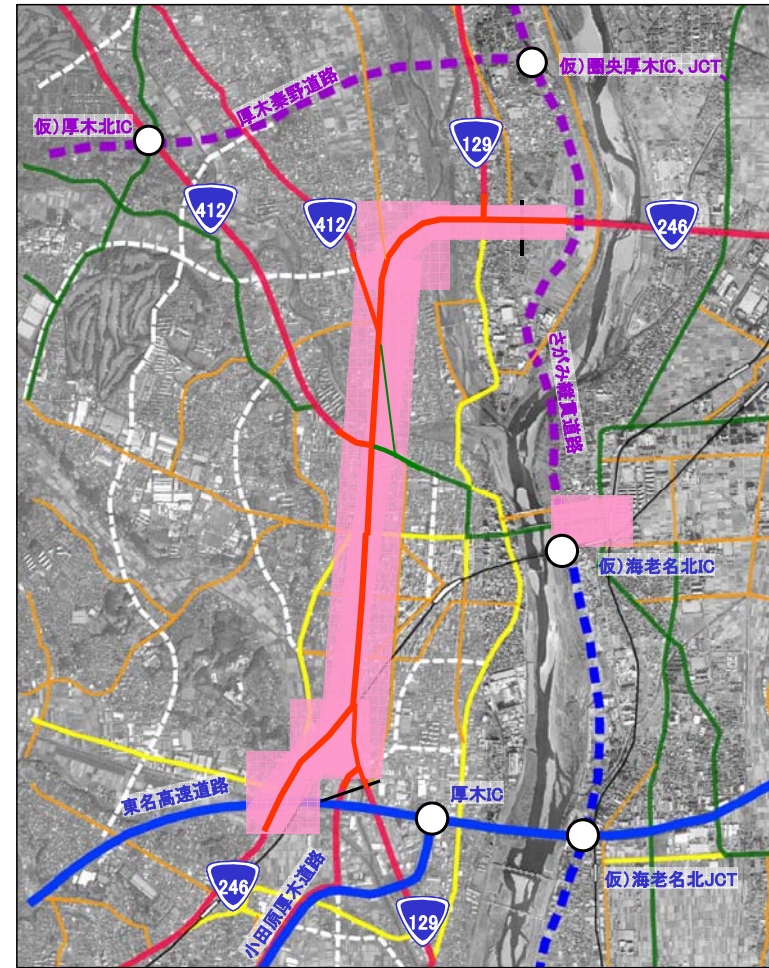 仮)圏央厚木IC、JCT
厚木秦野道路
仮)厚木北IC
129
412
412
246
さがみ縦貫道路
仮)海老名北IC
東名高速道路
厚木IC
仮)海老名北JCT
246
小田原厚木道路
129